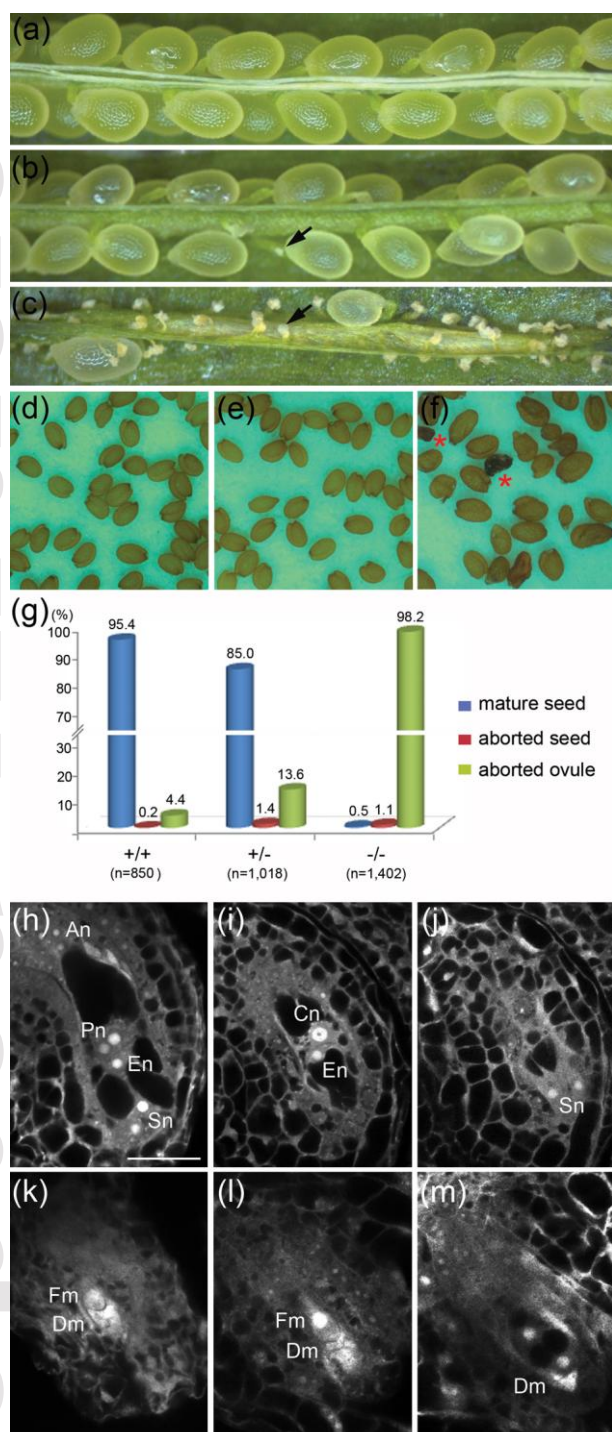 (a)
(b)
(c)
(d) (e) (f)
*
*
(g) (%)
100
90
80
70
30
20
10
95.4
0.2
4.4
85.0
1.4
13.6
0.5
1.1
98.2
mature seed
aborted seed
aborted ovule
+/+ +/- -/-
(n=850) (n=1,018) (n=1,402)
(h) (i) (j)
An
Pn
En
Sn
Cn
En
Sn
(k) (l) (m)
Fm
Dm
Fm
Dm
Dm